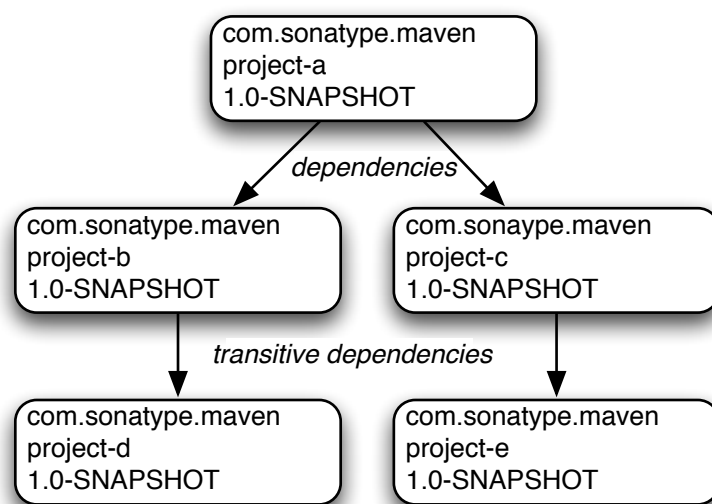 com.sonatype.maven
project-a
1.0-SNAPSHOT
dependencies
com.sonatype.maven
project-b
1.0-SNAPSHOT
com.sonaype.maven
project-c
1.0-SNAPSHOT
transitive dependencies
com.sonatype.maven
project-d
1.0-SNAPSHOT
com.sonatype.maven
project-e
1.0-SNAPSHOT